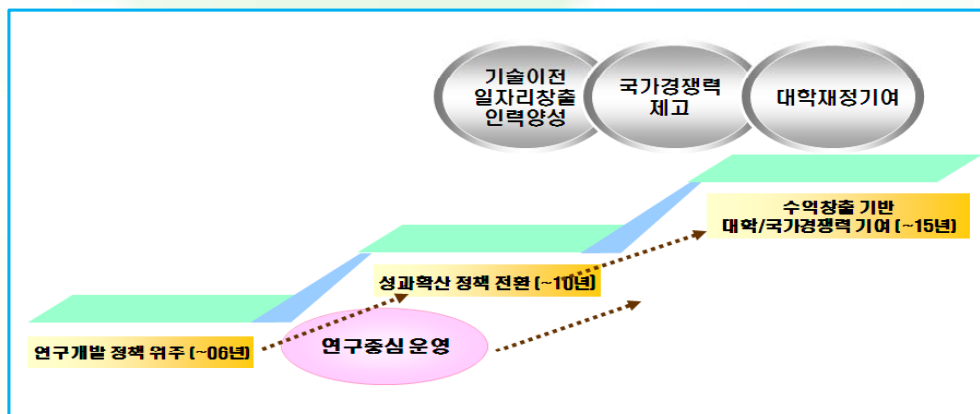 기술이전
일자리창출
인력양성
국가경쟁력
제고
대학재정기여
수익창출 기반
대학/국가경쟁력 기여 (~15년)
성과확산 정책 전환 (~10년)
연구개발 정책 위주 (~06년)
연구중심 운영